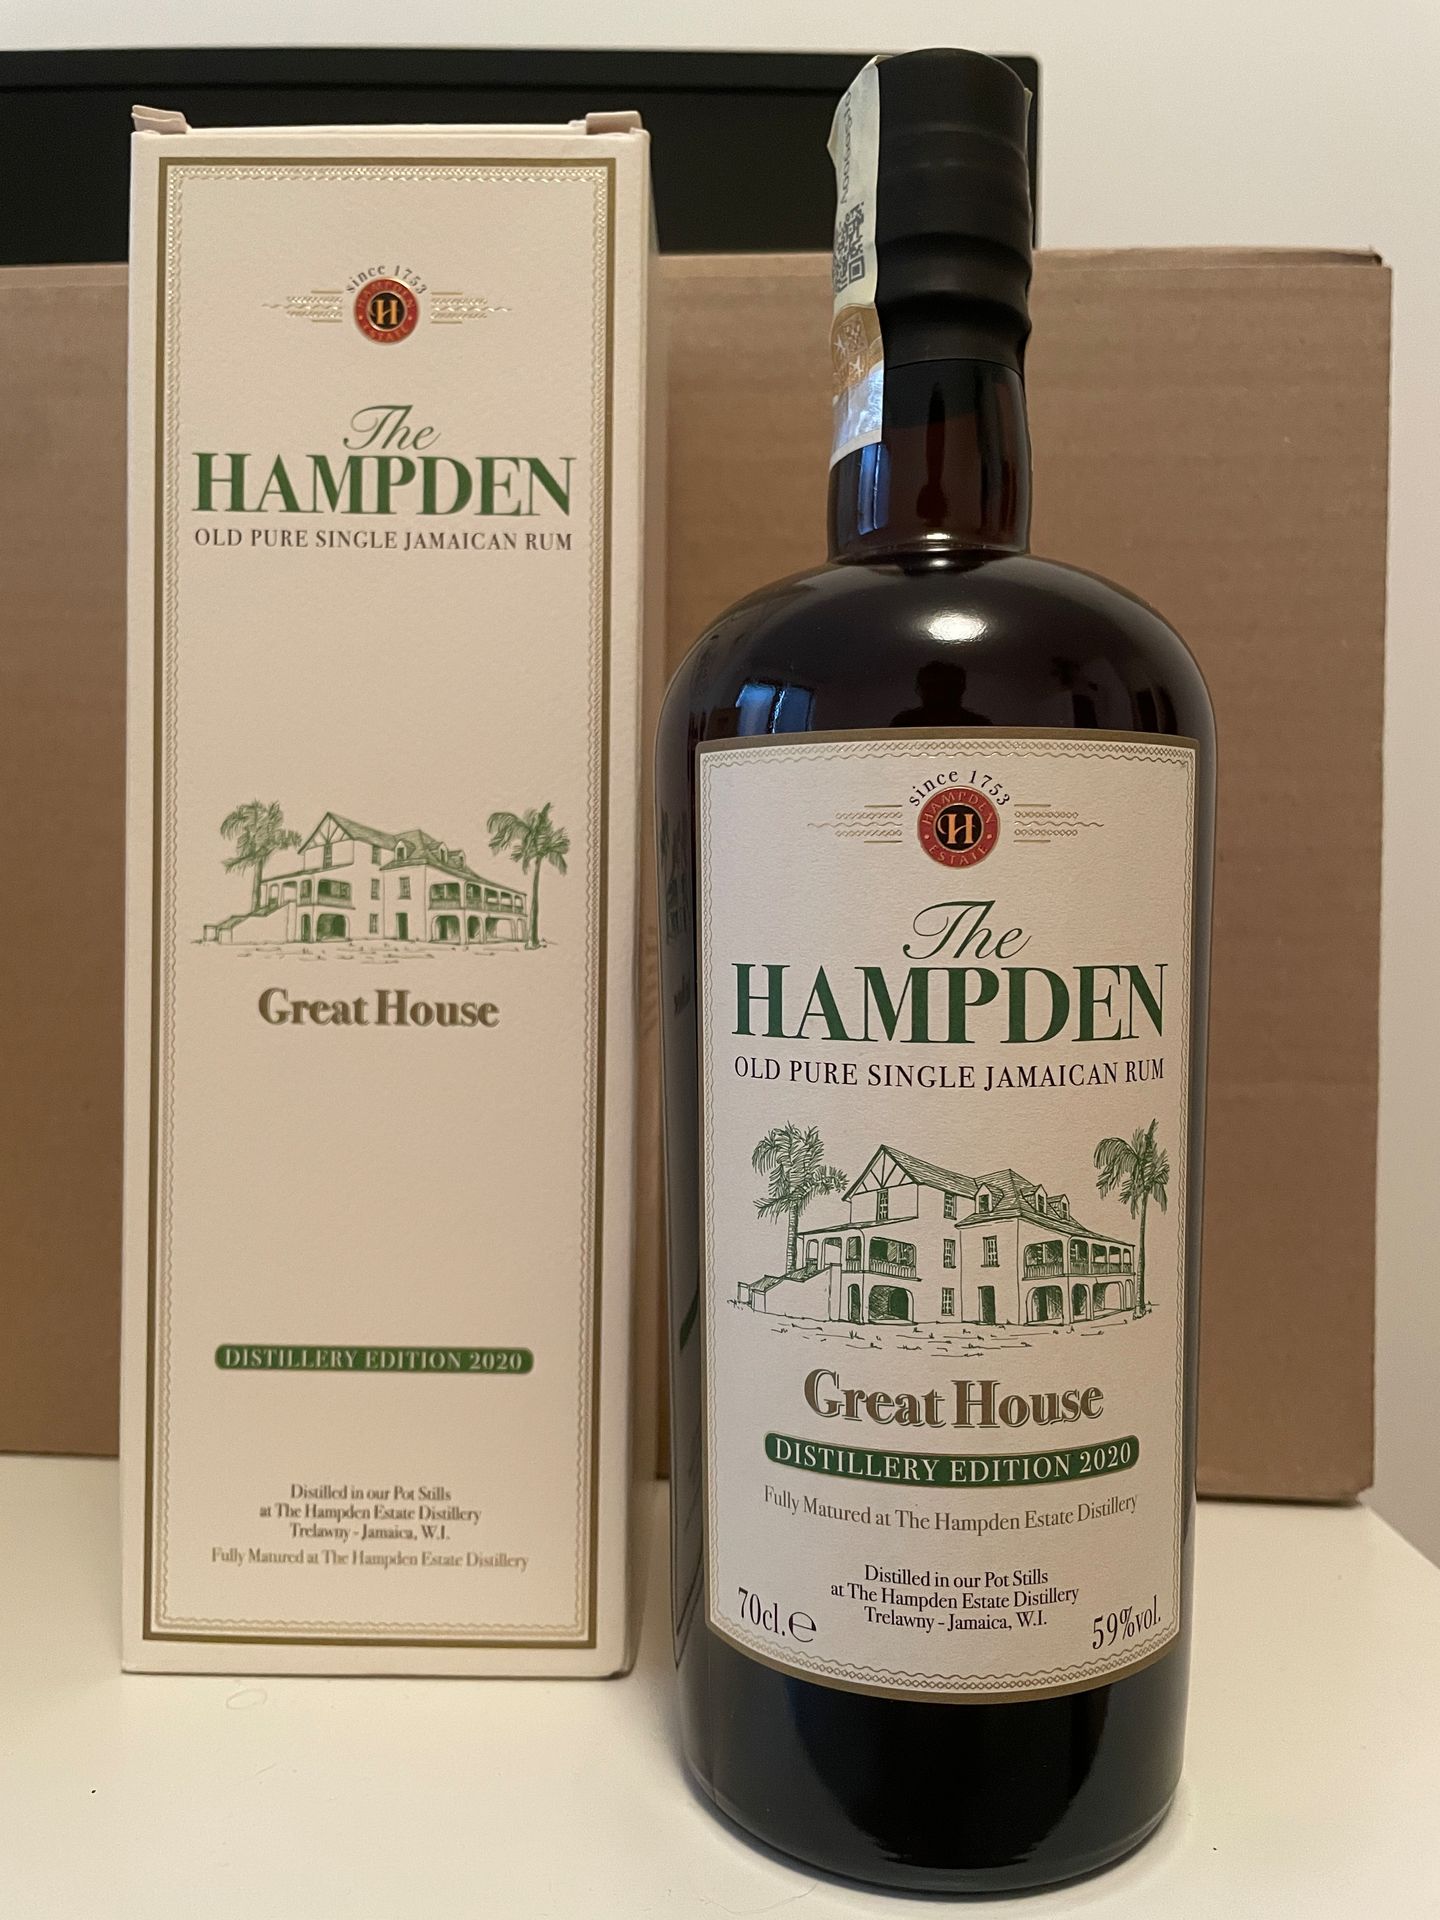 since 1753
HAMPDEN
H
ESTATE
The
HAMPDEN
OLD PURE SINGLE JAMAICAN RUM
Great House
DISTILLERY EDITION 2020
Distilled in our Pot Stills
at The Hampden Estate Distillery
Trelawny - Jamaica, W.I.
Fully Matured at The Hampden Estate Distillery
since 1753
HAMPDEN
H
ESTATE
The
HAMPDEN
OLD PURE SINGLE JAMAICAN RUM
Great House
DISTILLERY EDITION 2020
Fully Matured at The Hampden Estate Distillery
Distilled in our Pot Stills
at The Hampden Estate Distillery
Trelawny - Jamaica, W.I.
70cl. ℮
59%vol.